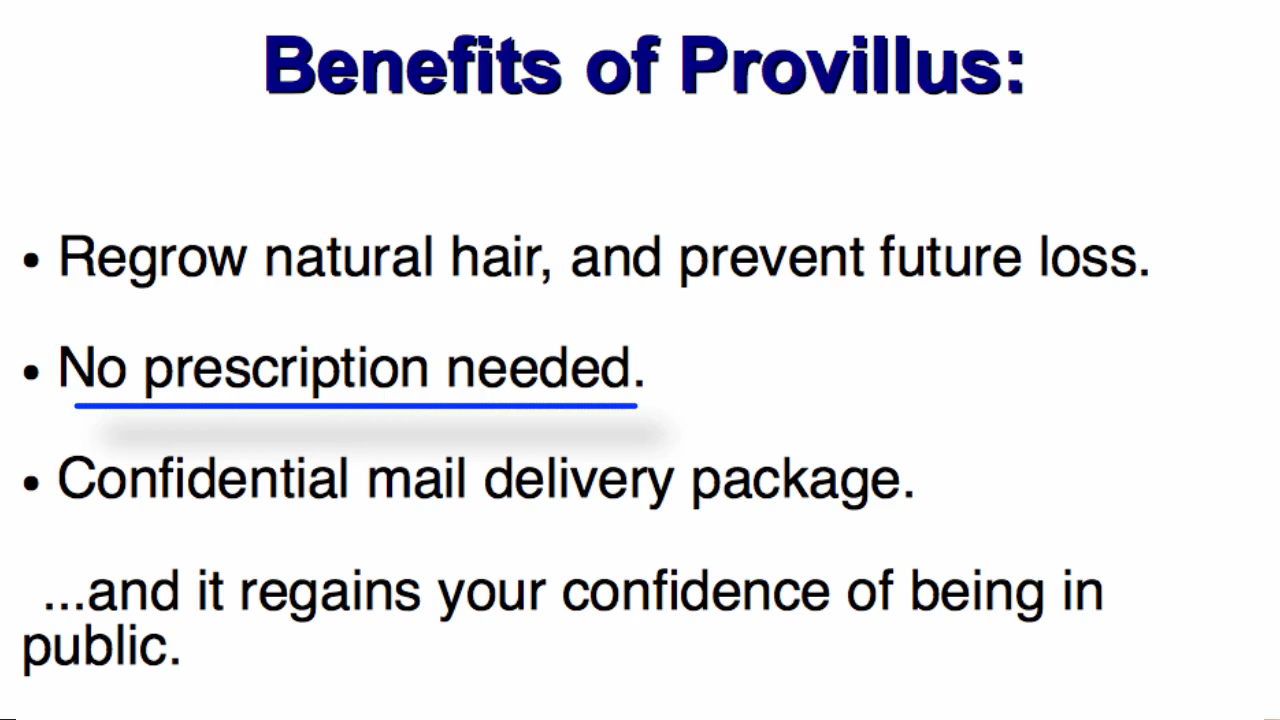 Benefits of Provillus:
• Regrow natural hair, and prevent future loss.
• No prescription needed.
• Confidential mail delivery package.
...and it regains your confidence of being in
public.